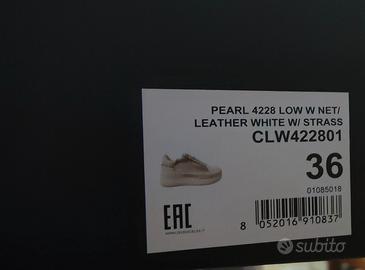 PEARL 4228 LOW W NET/
LEATHER WHITE W/ STRASS
CLW422801
36
01085018
EAC
8 052016 910837
subito